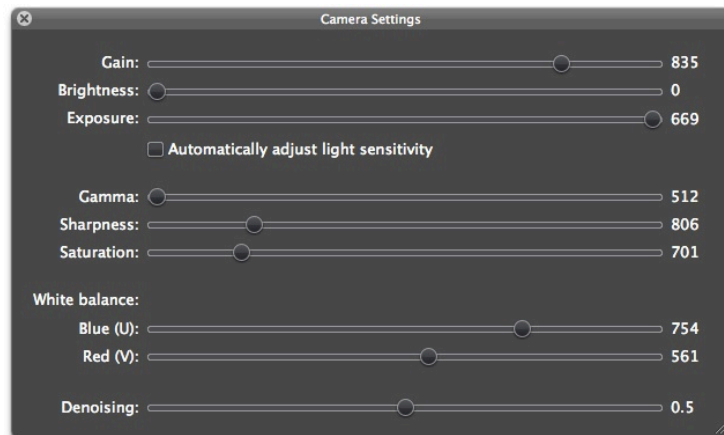 Camera Settings
Gain: 835
Brightness: 0
Exposure: 669
Automatically adjust light sensitivity
Gamma: 512
Sharpness: 806
Saturation: 701
White balance:
Blue (U): 754
Red (V): 561
Denoising: 0.5